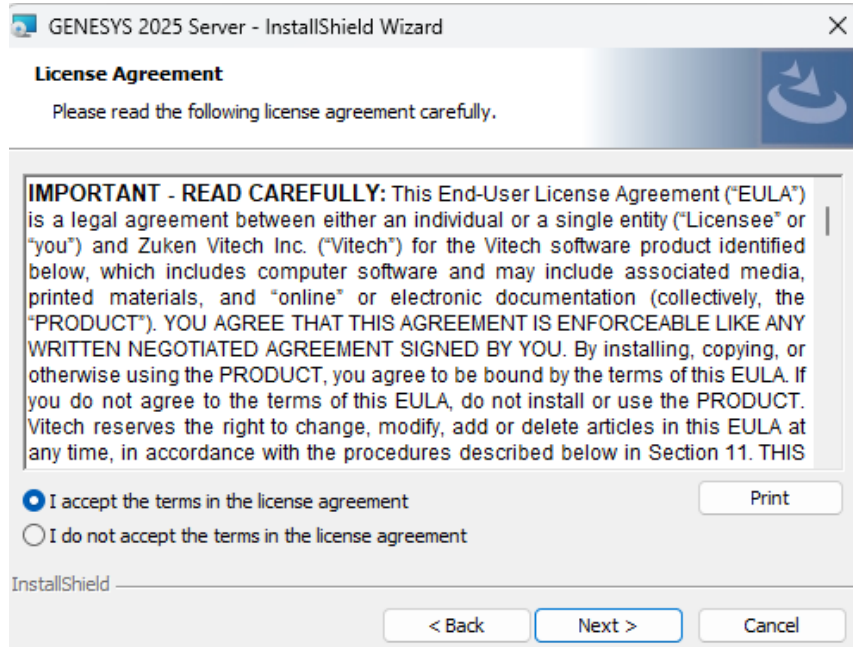 GENESYS 2025 Server - InstallShield Wizard
License Agreement
Please read the following license agreement carefully.
IMPORTANT - READ CAREFULLY: This End-User License Agreement (“EULA”)
is a legal agreement between either an individual or a single entity (“Licensee” or
“you”) and Zuken Vitech Inc. (“Vitech”) for the Vitech software product identified
below, which includes computer software and may include associated media,
printed materials, and “online” or electronic documentation (collectively, the
“PRODUCT”). YOU AGREE THAT THIS AGREEMENT IS ENFORCEABLE LIKE ANY
WRITTEN NEGOTIATED AGREEMENT SIGNED BY YOU. By installing, copying, or
otherwise using the PRODUCT, you agree to be bound by the terms of this EULA. If
you do not agree to the terms of this EULA, do not install or use the PRODUCT.
Vitech reserves the right to change, modify, add or delete articles in this EULA at
any time, in accordance with the procedures described below in Section 11. THIS
I accept the terms in the license agreement
Print
I do not accept the terms in the license agreement
InstallShield
< Back
Next >
Cancel